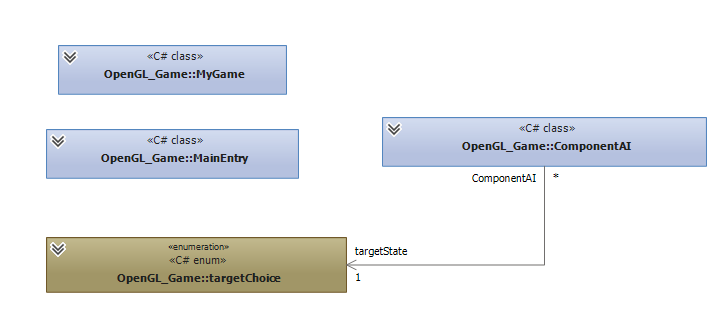 «C# class»
OpenGL_Game::MyGame
«C# class»
OpenGL_Game::MainEntry
«C# class»
OpenGL_Game::ComponentAI
ComponentAI
*
targetState
1
«enumeration»
«C# enum»
OpenGL_Game::targetChoice